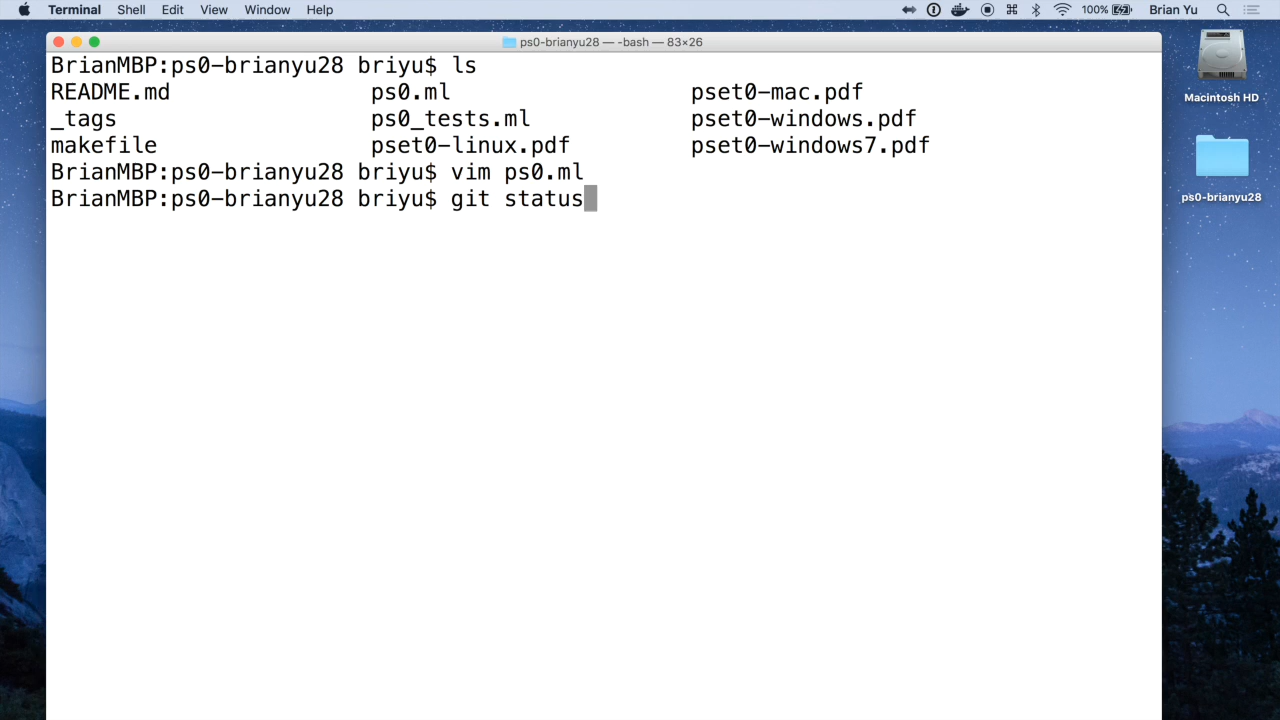 Terminal Shell Edit View Window Help 100% Brian Yu
ps0-brianyu28 — -bash — 83×26
BrianMBP:ps0-brianyu28 briyu$ ls
README.md ps0.ml pset0-mac.pdf
_tags ps0_tests.ml pset0-windows.pdf
makefile pset0-linux.pdf pset0-windows7.pdf
BrianMBP:ps0-brianyu28 briyu$ vim ps0.ml
BrianMBP:ps0-brianyu28 briyu$ git status
Macintosh HD
ps0-brianyu28